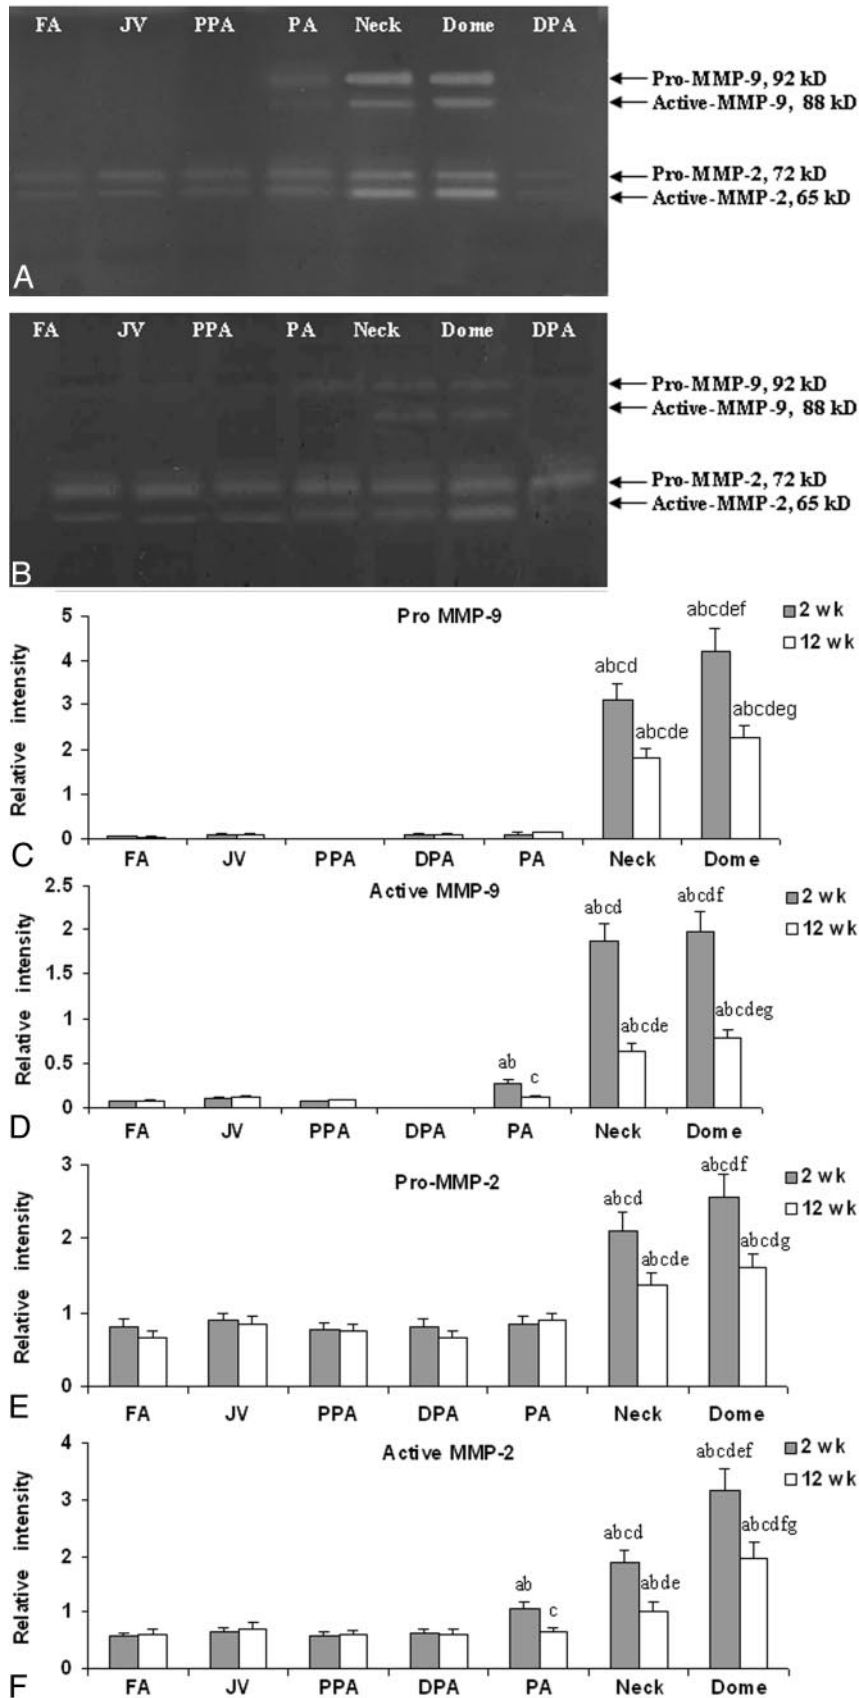 FA JV PPA PA Neck Dome DPA
Pro-MMP-9, 92 kD
Active-MMP-9, 88 kD
Pro-MMP-2, 72 kD
Active-MMP-2, 65 kD
A
FA JV PPA PA Neck Dome DPA
Pro-MMP-9, 92 kD
Active-MMP-9, 88 kD
Pro-MMP-2, 72 kD
Active-MMP-2, 65 kD
B
Pro MMP-9
2 wk
12 wk
Relative intensity
5
4
3
2
1
0
abcd
abcde
abcdef
abcdeg
FA JV PPA DPA PA Neck Dome
C
Active MMP-9
2 wk
12 wk
Relative intensity
2.5
2
1.5
1
0.5
0
ab
c
abcd
abcde
abcdf
abcdeg
FA JV PPA DPA PA Neck Dome
D
Pro-MMP-2
2 wk
12 wk
Relative intensity
3
2
1
0
abcd
abcde
abcdf
abcdg
FA JV PPA DPA PA Neck Dome
E
Active MMP-2
2 wk
12 wk
Relative intensity
4
3
2
1
0
ab
c
abcd
abde
abcdef
abcdfg
FA JV PPA DPA PA Neck Dome
F